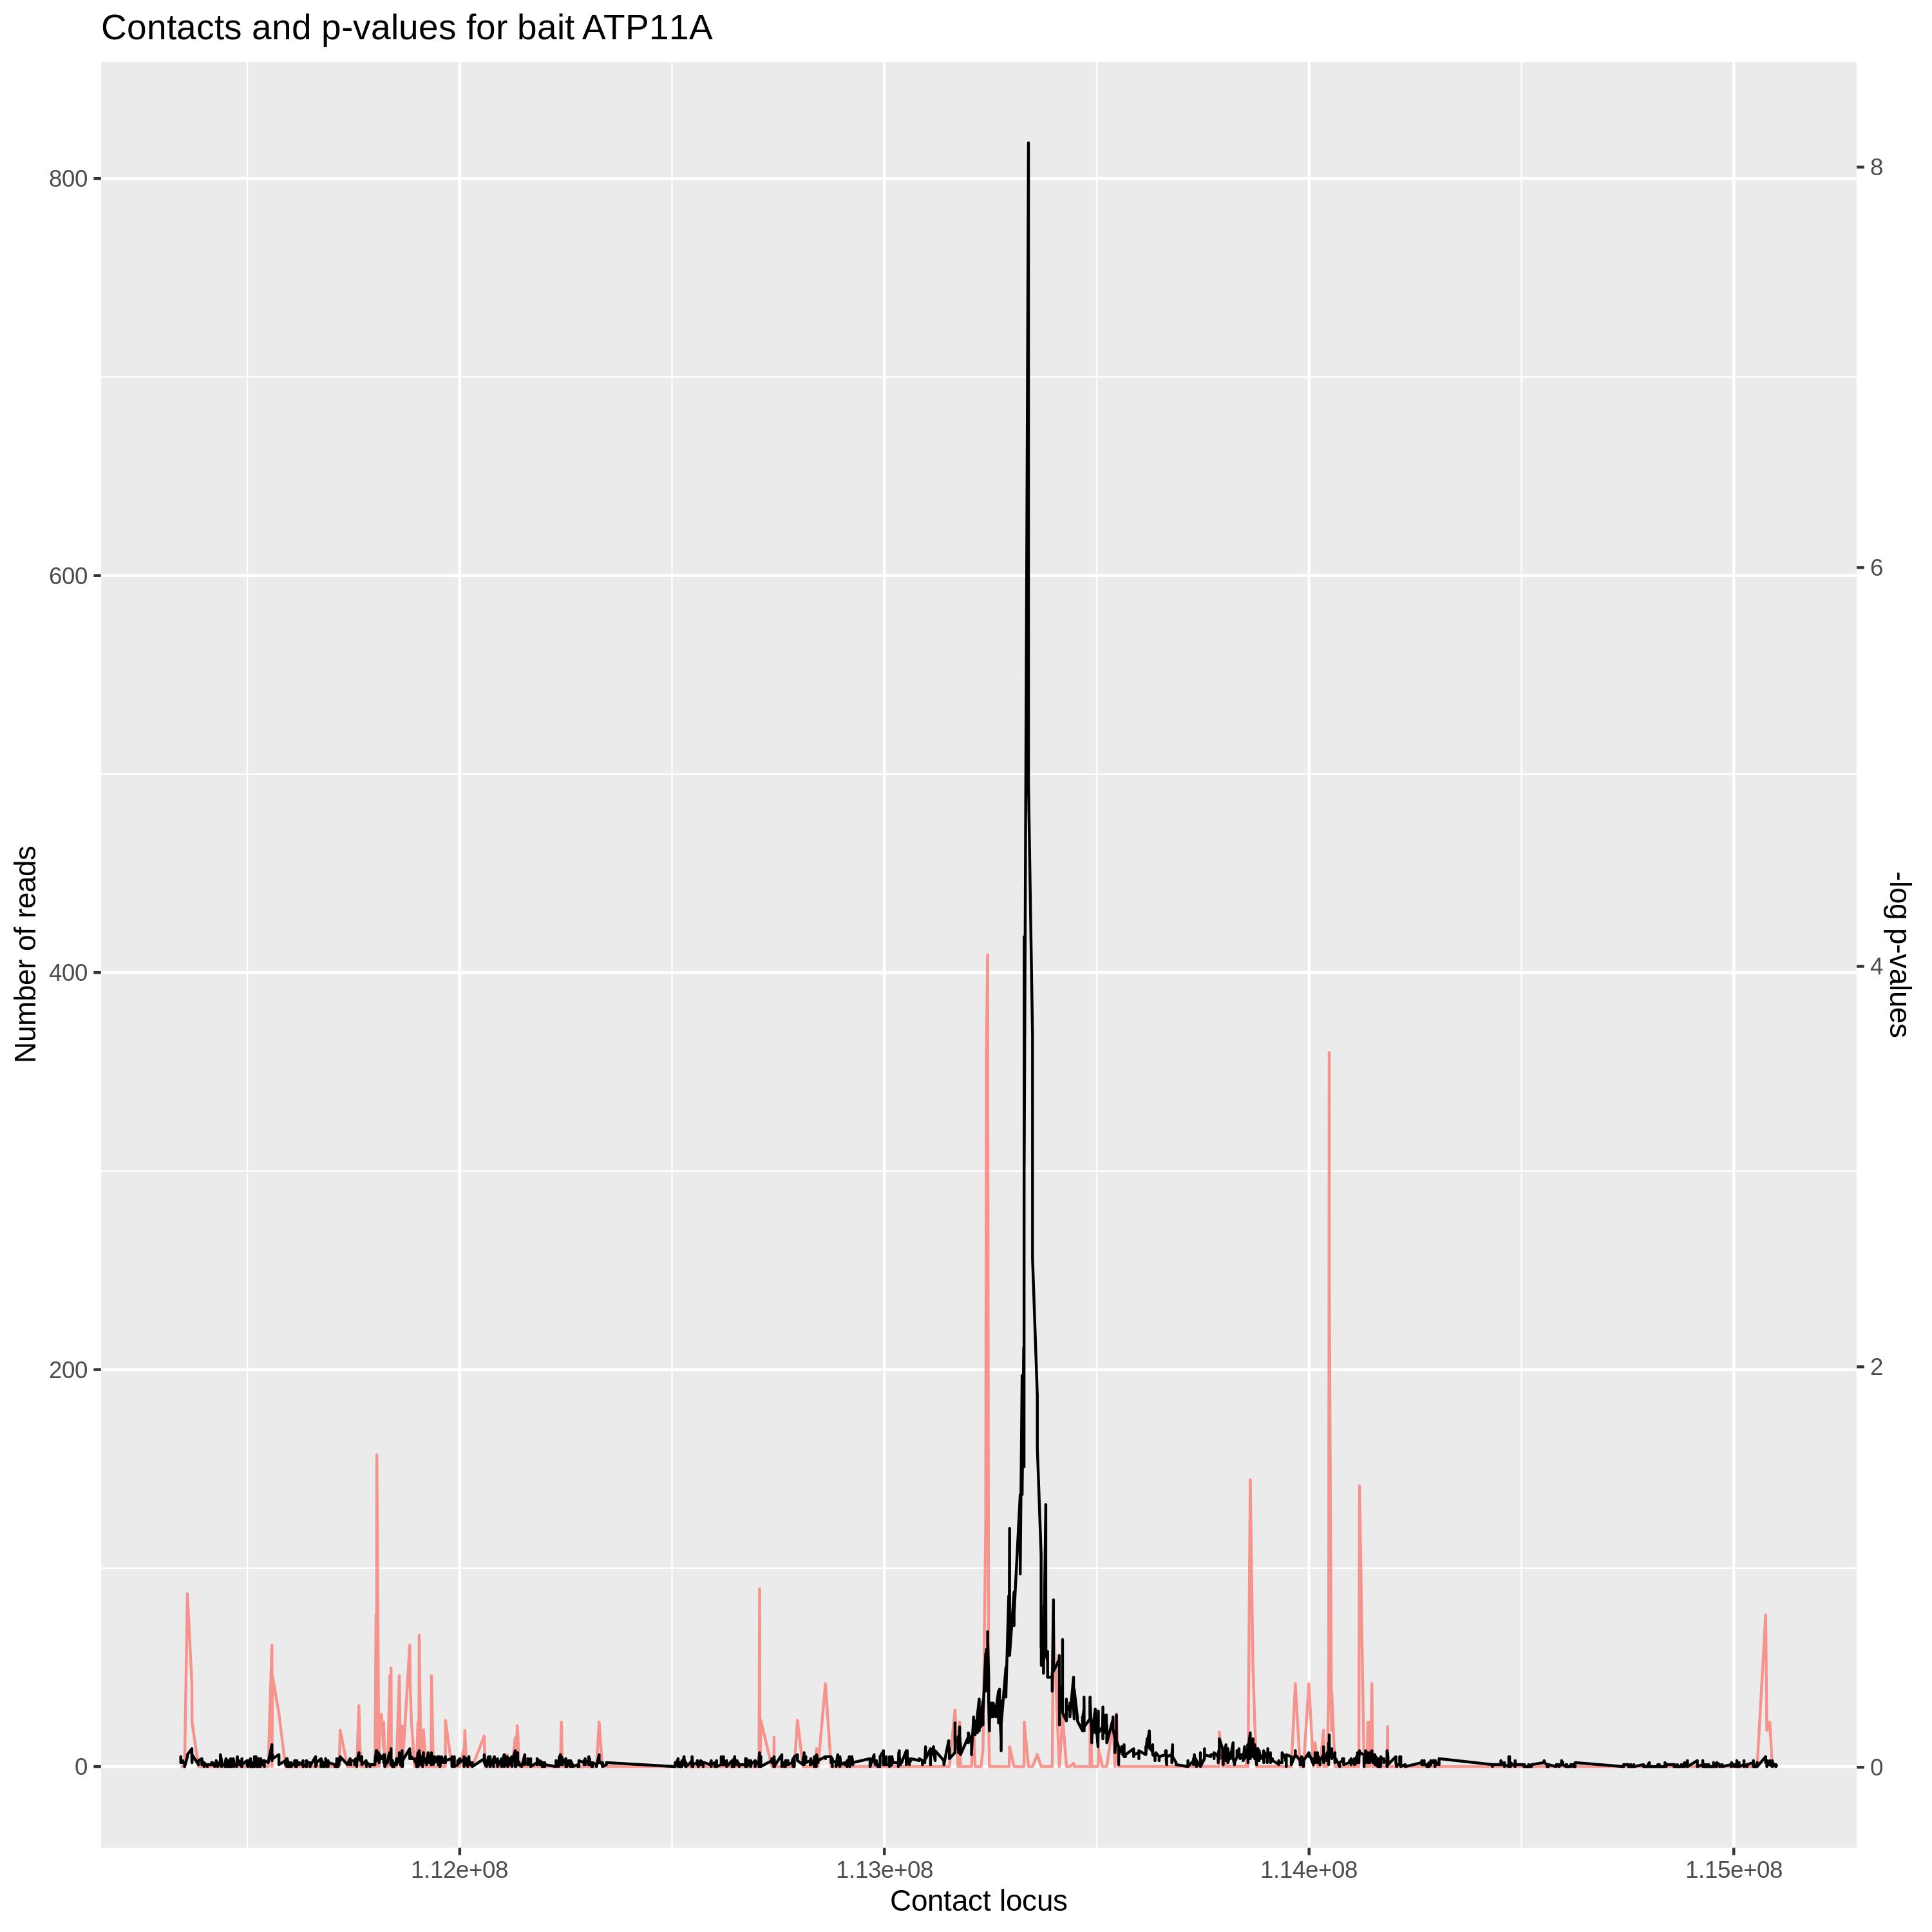 Contacts and p-values for bait ATP11A
800
600
400
200
0
Number of reads
8
6
4
2
0
-log p-values
1.12e+08
1.13e+08
1.14e+08
1.15e+08
Contact locus